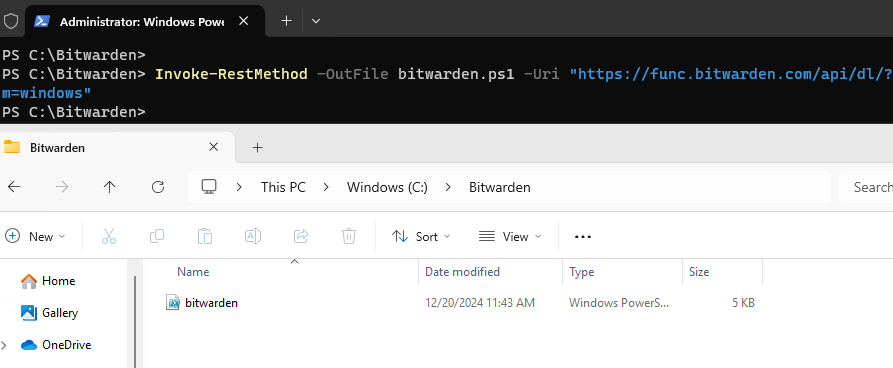 Administrator: Windows Pow
PS C:\Bitwarden>
PS C:\Bitwarden> Invoke-RestMethod -OutFile bitwarden.ps1 -Uri "https://func.bitwarden.com/api/dl/?
m=windows"
PS C:\Bitwarden>
Bitwarden
This PC > Windows (C:) > Bitwarden
Search
New Sort View
Name Date modified Type Size
Home
bitwarden 12/20/2024 11:43 AM Windows PowerS... 5 KB
Gallery
OneDrive